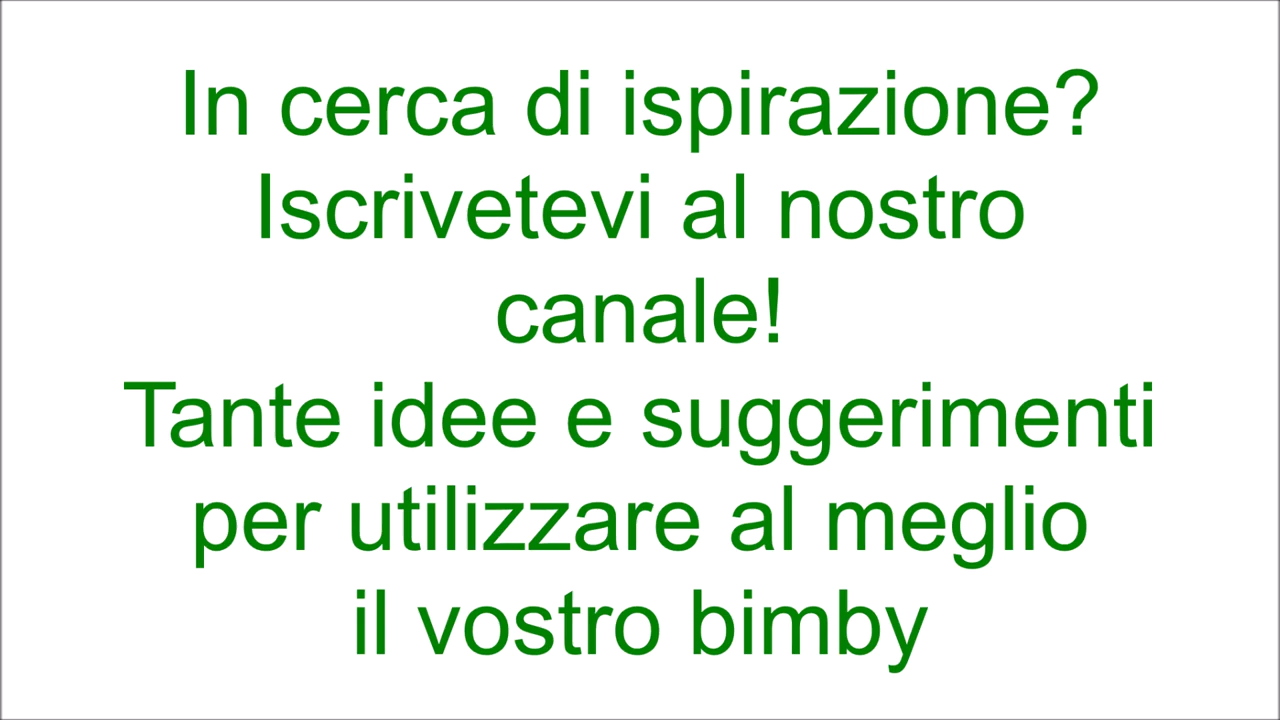 In cerca di ispirazione?
Iscrivetevi al nostro
canale!
Tante idee e suggerimenti
per utilizzare al meglio
il vostro bimby